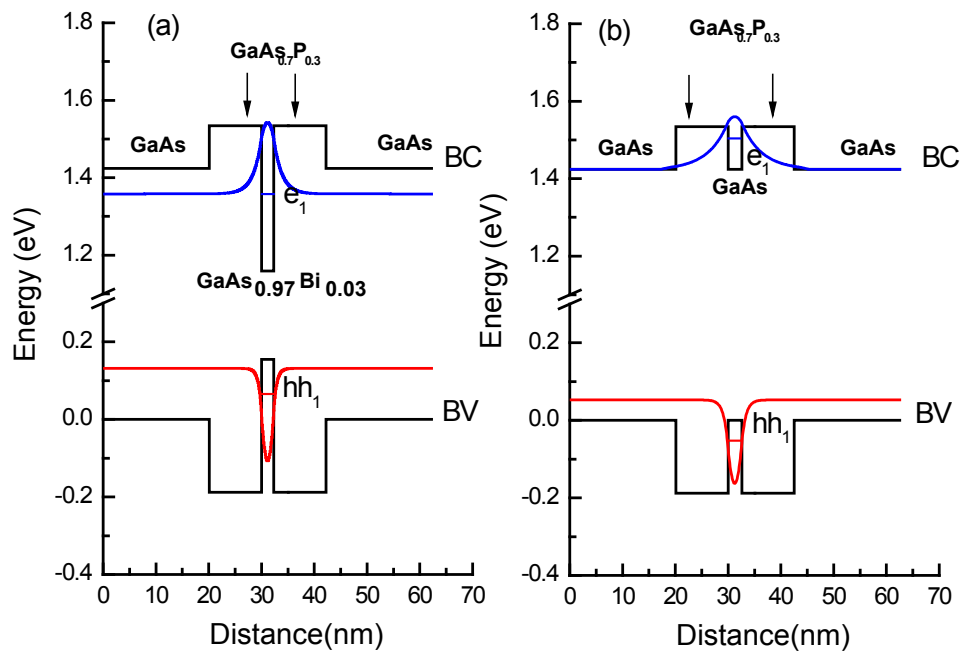 (a)
GaAs0.7P0.3
GaAs
GaAs
BC
e1
GaAs0.97 Bi0.03
hh1
BV
1.8
1.6
1.4
1.2
0.2
0.0
-0.2
-0.4
Energy (eV)
0 10 20 30 40 50 60 70
Distance(nm)
(b)
GaAs0.7P0.3
GaAs
GaAs
BC
e1
GaAs
hh1
BV
1.8
1.6
1.4
1.2
0.2
0.0
-0.2
-0.4
Energy (eV)
0 10 20 30 40 50 60 70
Distance(nm)